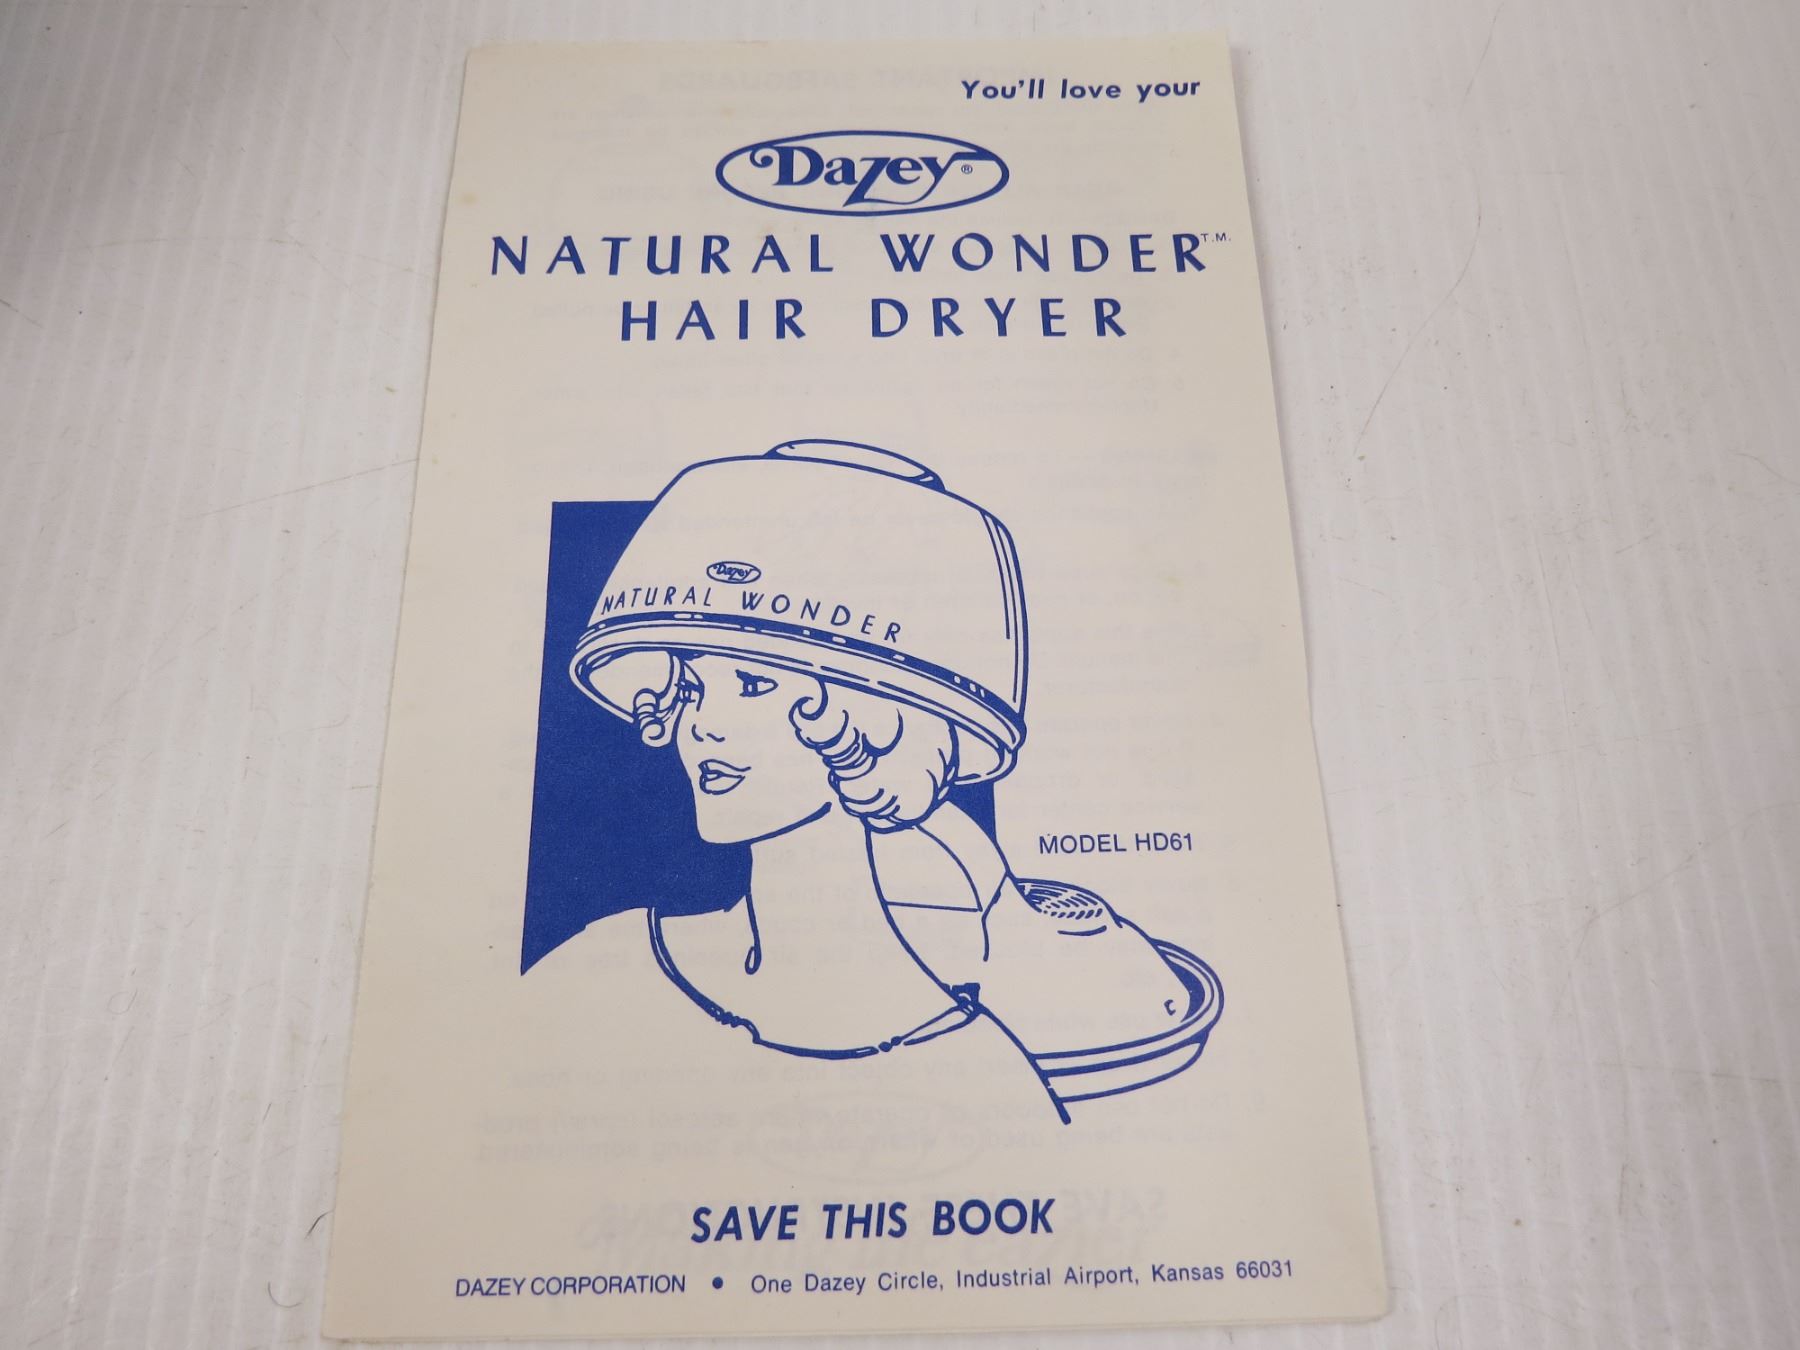 You'll love your
Dazey®
NATURAL WONDER T.M.
HAIR DRYER
Dazey
NATURAL WONDER
MODEL HD61
SAVE THIS BOOK
DAZEY CORPORATION • One Dazey Circle, Industrial Airport, Kansas 66031